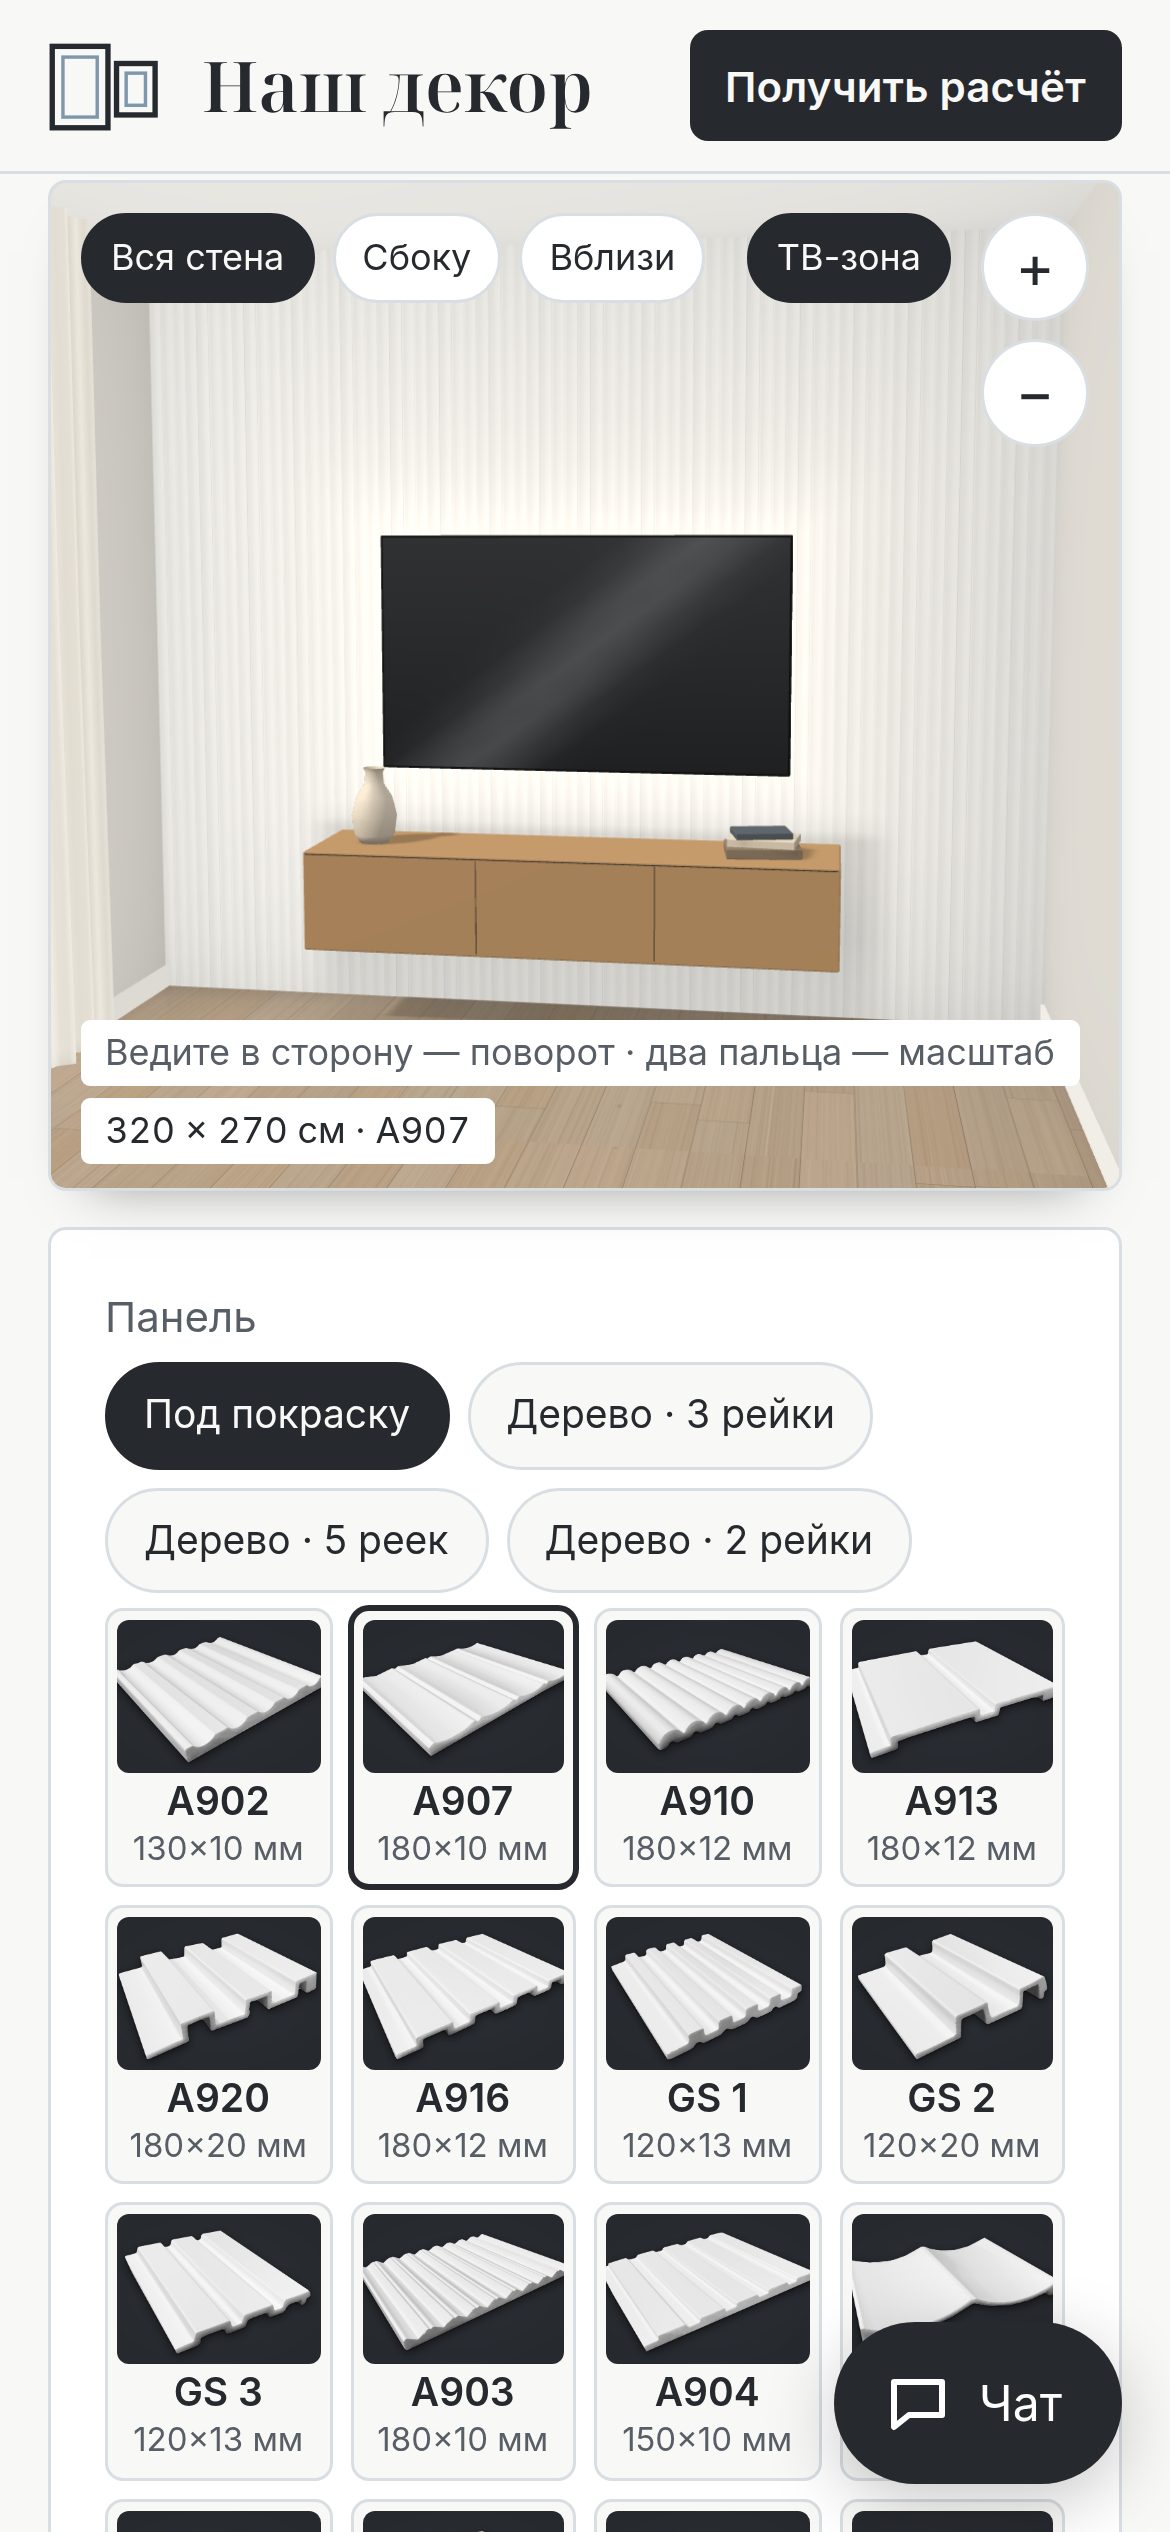 Наш декор
Получить расчёт
Вся стена
Сбоку
Вблизи
ТВ-зона
+
−
Ведите в сторону — поворот · два пальца — масштаб
320 × 270 см · A907
Панель
Под покраску
Дерево · 3 рейки
Дерево · 5 реек
Дерево · 2 рейки
A902
130×10 мм
A907
180×10 мм
A910
180×12 мм
A913
180×12 мм
A920
180×20 мм
A916
180×12 мм
GS 1
120×13 мм
GS 2
120×20 мм
GS 3
120×13 мм
A903
180×10 мм
A904
150×10 мм
Чат